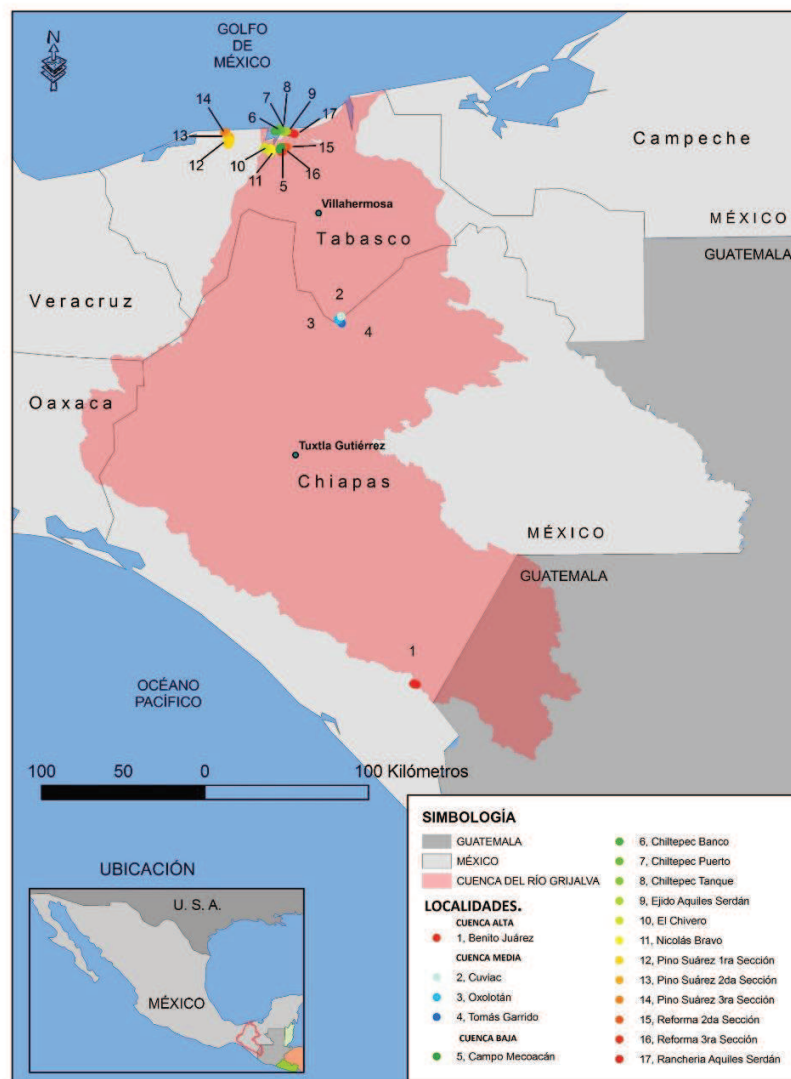 GOLFO
DE
MÉXICO
N
8
7
9
14
6
17
13
15
12
10
16
11
5
Campeche
Villahermosa
Tabasco
MÉXICO
GUATEMALA
Veracruz
2
3
4
Oaxaca
Tuxtla Gutiérrez
Chiapas
MÉXICO
GUATEMALA
1
OCÉANO
PACÍFICO
100 50 0 100 Kilómetros
SIMBOLOGÍA
GUATEMALA
MÉXICO
CUENCA DEL RÍO GRIJALVA
LOCALIDADES.
CUENCA ALTA
1, Benito Juárez
CUENCA MEDIA
2, Cuviac
3, Oxolotán
4, Tomás Garrido
CUENCA BAJA
5, Campo Mecoacán
6, Chiltepec Banco
7, Chiltepec Puerto
8, Chiltepec Tanque
9, Ejido Aquiles Serdán
10, El Chivero
11, Nicolás Bravo
12, Pino Suárez 1ra Sección
13, Pino Suárez 2da Sección
14, Pino Suárez 3ra Sección
15, Reforma 2da Sección
16, Reforma 3ra Sección
17, Rancheria Aquiles Serdán
UBICACIÓN
U. S. A.
MÉXICO